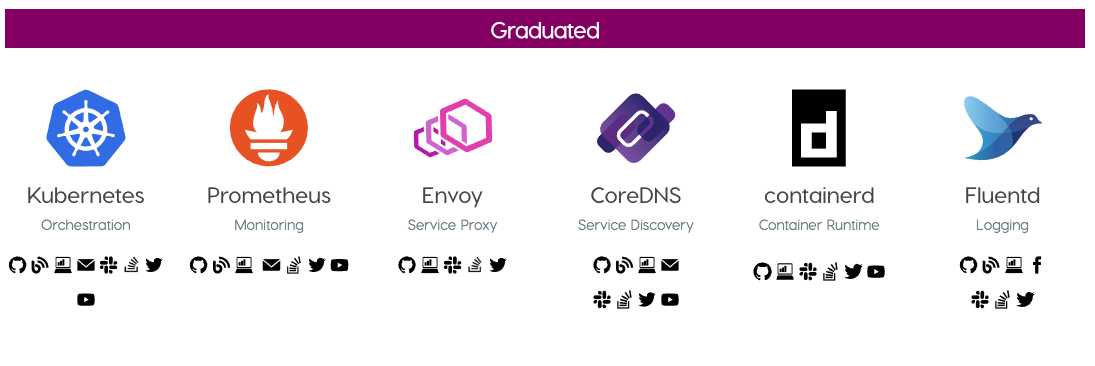 Graduated
Kubernetes
Orchestration
Prometheus
Monitoring
Envoy
Service Proxy
CoreDNS
Service Discovery
d
containerd
Container Runtime
Fluentd
Logging